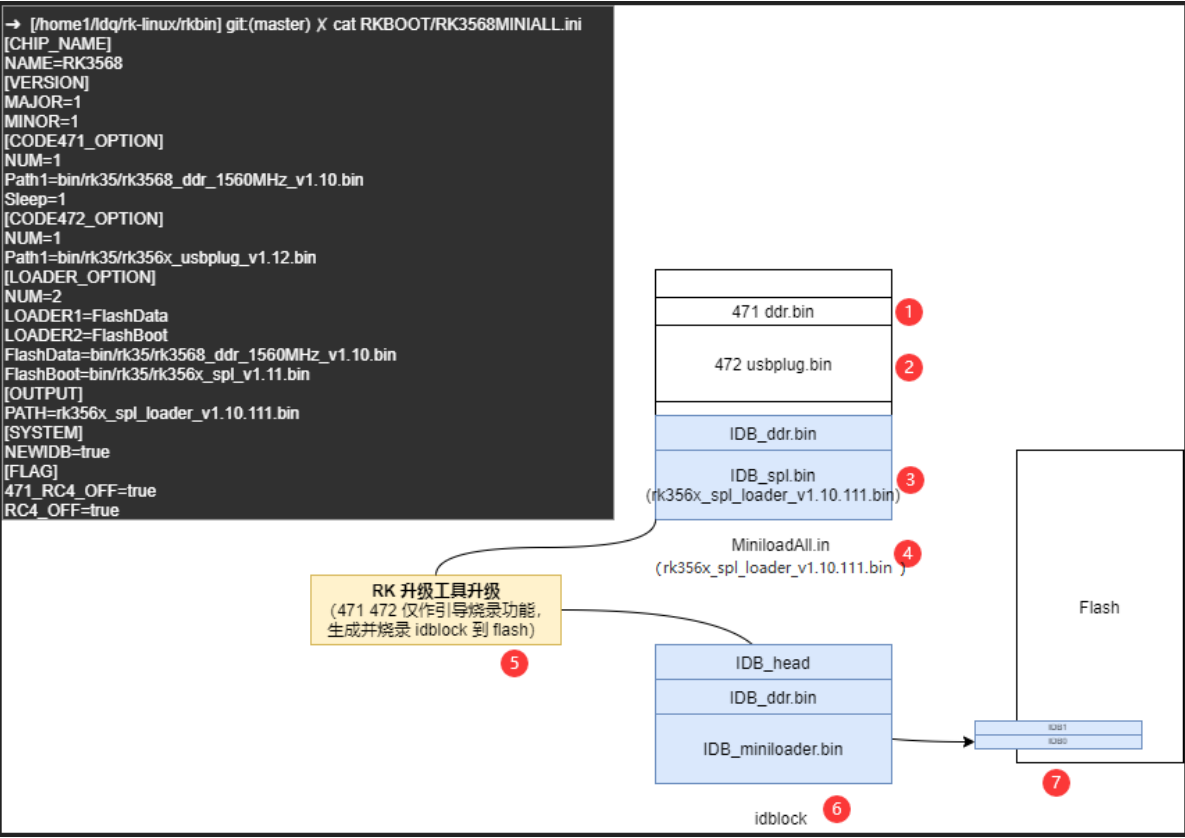 → [/home1/ldq/rk-linux/rkbin] git:(master) ✗ cat RKBOOT/RK3568MINIALL.ini
[CHIP_NAME]
NAME=RK3568
[VERSION]
MAJOR=1
MINOR=1
[CODE471_OPTION]
NUM=1
Path1=bin/rk35/rk3568_ddr_1560MHz_v1.10.bin
Sleep=1
[CODE472_OPTION]
NUM=1
Path1=bin/rk35/rk356x_usbplug_v1.12.bin
[LOADER_OPTION]
NUM=2
LOADER1=FlashData
LOADER2=FlashBoot
FlashData=bin/rk35/rk3568_ddr_1560MHz_v1.10.bin
FlashBoot=bin/rk35/rk356x_spl_v1.11.bin
[OUTPUT]
PATH=rk356x_spl_loader_v1.10.111.bin
[SYSTEM]
NEWIDB=true
[FLAG]
471_RC4_OFF=true
RC4_OFF=true
471 ddr.bin
1
472 usbplug.bin
2
IDB_ddr.bin
IDB_spl.bin
(rk356x_spl_loader_v1.10.111.bin)
3
MiniloadAll.in
(rk356x_spl_loader_v1.10.111.bin )
4
RK 升级工具升级
（471 472 仅作引导烧录功能,
生成并烧录 idblock 到 flash）
5
IDB_head
IDB_ddr.bin
IDB_miniloader.bin
idblock
6
Flash
IDB1
IDB0
7